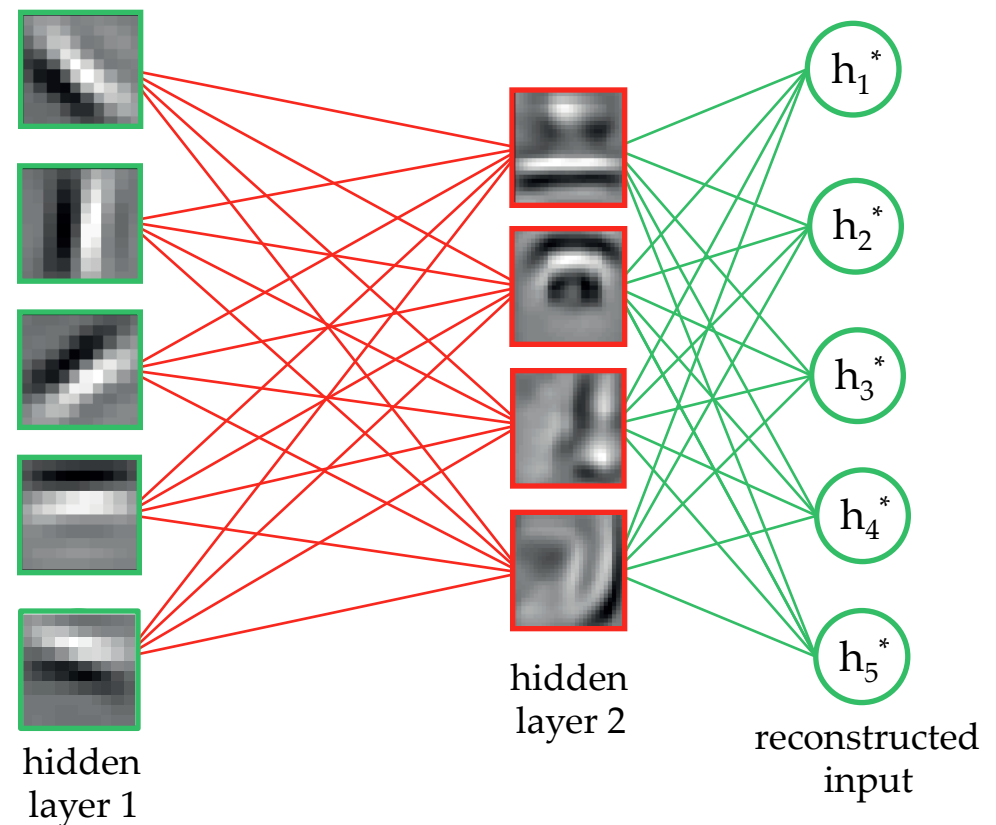 h₁*
h₂*
h₃*
h₄*
h₅*
hidden
layer 1
hidden
layer 2
reconstructed
input